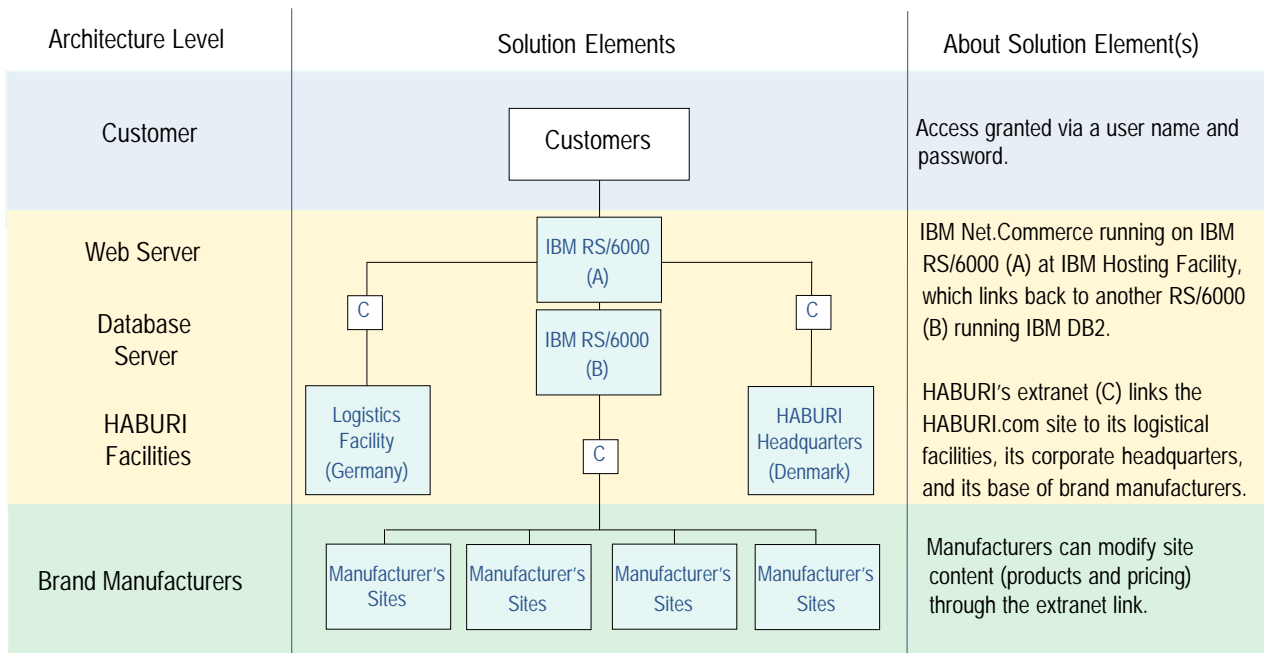 Architecture Level
Solution Elements
About Solution Element(s)
Customer
Customers
Access granted via a user name and
password.
Web Server
Database
Server
HABURI
Facilities
IBM RS/6000
(A)
C
C
IBM RS/6000
(B)
Logistics
Facility
(Germany)
C
HABURI
Headquarters
(Denmark)
IBM Net.Commerce running on IBM
RS/6000 (A) at IBM Hosting Facility,
which links back to another RS/6000
(B) running IBM DB2.
HABURI's extranet (C) links the
HABURI.com site to its logistical
facilities, its corporate headquarters,
and its base of brand manufacturers.
Brand Manufacturers
Manufacturer's
Sites
Manufacturer's
Sites
Manufacturer's
Sites
Manufacturer's
Sites
Manufacturers can modify site
content (products and pricing)
through the extranet link.